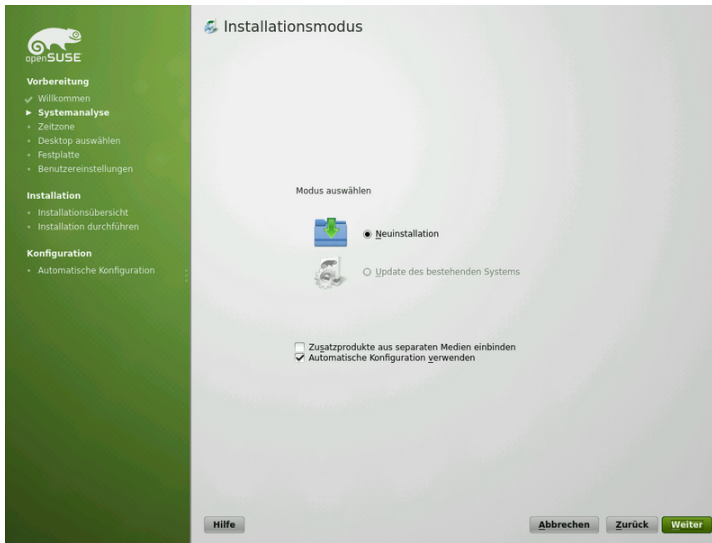 openSUSE
Vorbereitung
Willkommen
Systemanalyse
Zeitzone
Desktop auswählen
Festplatte
Benutzereinstellungen
Installation
Installationsübersicht
Installation durchführen
Konfiguration
Automatische Konfiguration
Installationsmodus
Modus auswählen
Neuinstallation
Update des bestehenden Systems
Zusatzprodukte aus separaten Medien einbinden
Automatische Konfiguration verwenden
Hilfe
Abbrechen
Zurück
Weiter